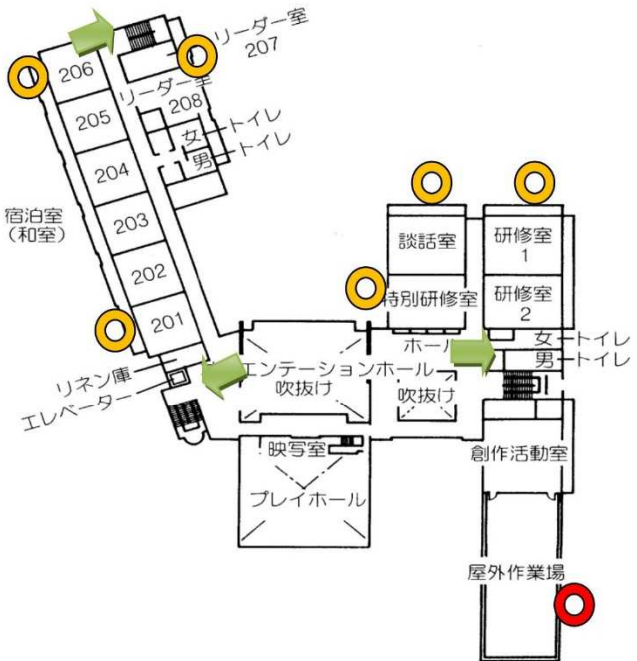 リーダー室
207
206
リーダー室
208
205
女
トイレ
男
トイレ
204
宿泊室
(和室)
203
202
201
リネン庫
エレベーター
談話室
研修室
1
特別研修室
研修室
2
ホール
女
トイレ
男
トイレ
エンテーションホール
吹抜け
吹抜け
映写室
プレイホール
創作活動室
屋外作業場